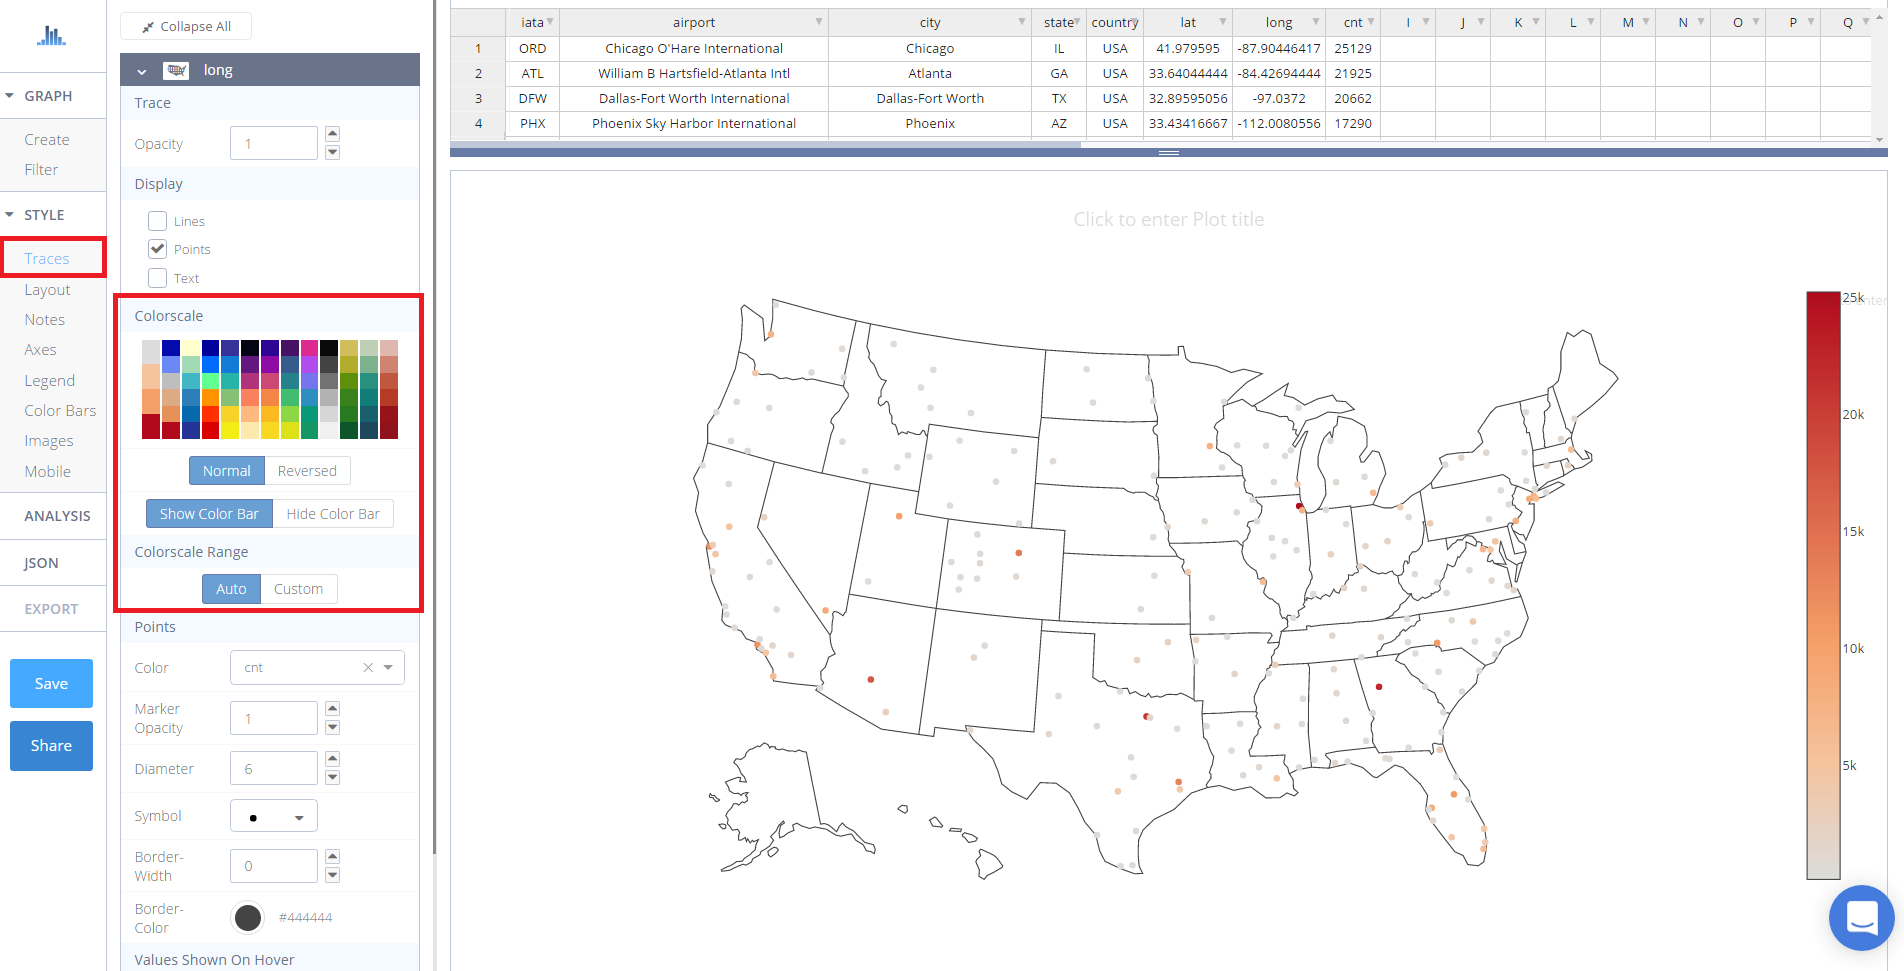 Collapse All
long
GRAPH
Create
Filter
STYLE
Traces
Layout
Notes
Axes
Legend
Color Bars
Images
Mobile
ANALYSIS
JSON
EXPORT
Save
Share
Trace
Opacity 1
Display
Lines
Points
Text
Colorscale
Normal Reversed
Show Color Bar Hide Color Bar
Colorscale Range
Auto Custom
Points
Color cnt
Marker
Opacity 1
Diameter 6
Symbol
Border-
Width 0
Border-
Color #444444
Values Shown On Hover
iata airport city state country lat long cnt I J K L M N O P Q
1 ORD Chicago O'Hare International Chicago IL USA 41.979595 -87.90446417 25129
2 ATL William B Hartsfield-Atlanta Intl Atlanta GA USA 33.64044444 -84.42694444 21925
3 DFW Dallas-Fort Worth International Dallas-Fort Worth TX USA 32.89595056 -97.0372 20662
4 PHX Phoenix Sky Harbor International Phoenix AZ USA 33.43416667 -112.0080556 17290
Click to enter Plot title
25k enter
20k
15k
10k
5k